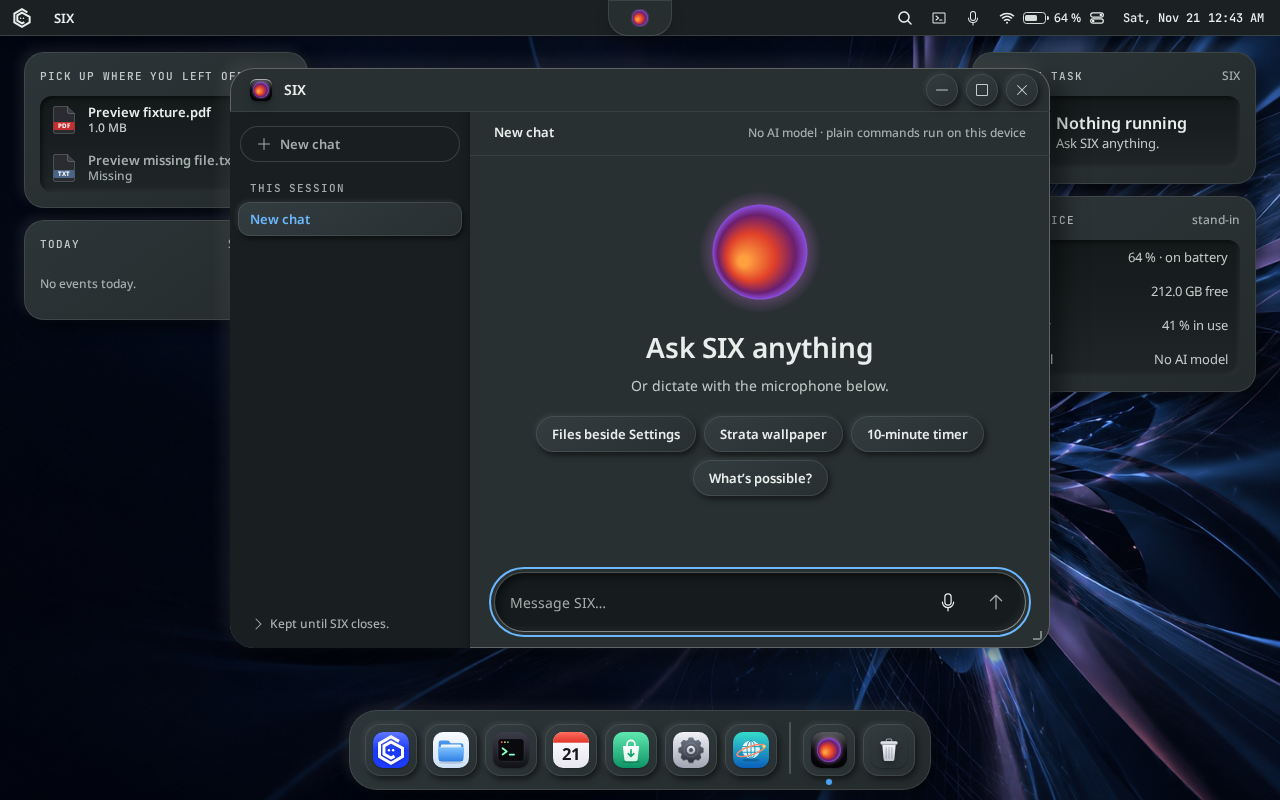 SIX
64 %
Sat, Nov 21 12:43 AM
PICK UP WHERE YOU LEFT
Preview fixture.pdf
1.0 MB
PDF
Preview missing file.tx
Missing
TXT
TODAY
No events today.
SIX
New chat
THIS SESSION
New chat
Kept until SIX closes.
New chat
No AI model · plain commands run on this device
Ask SIX anything
Or dictate with the microphone below.
Files beside Settings
Strata wallpaper
10-minute timer
What's possible?
Message SIX...
TASK
SIX
Nothing running
Ask SIX anything.
ICE
stand-in
64 % · on battery
212.0 GB free
41 % in use
No AI model
21